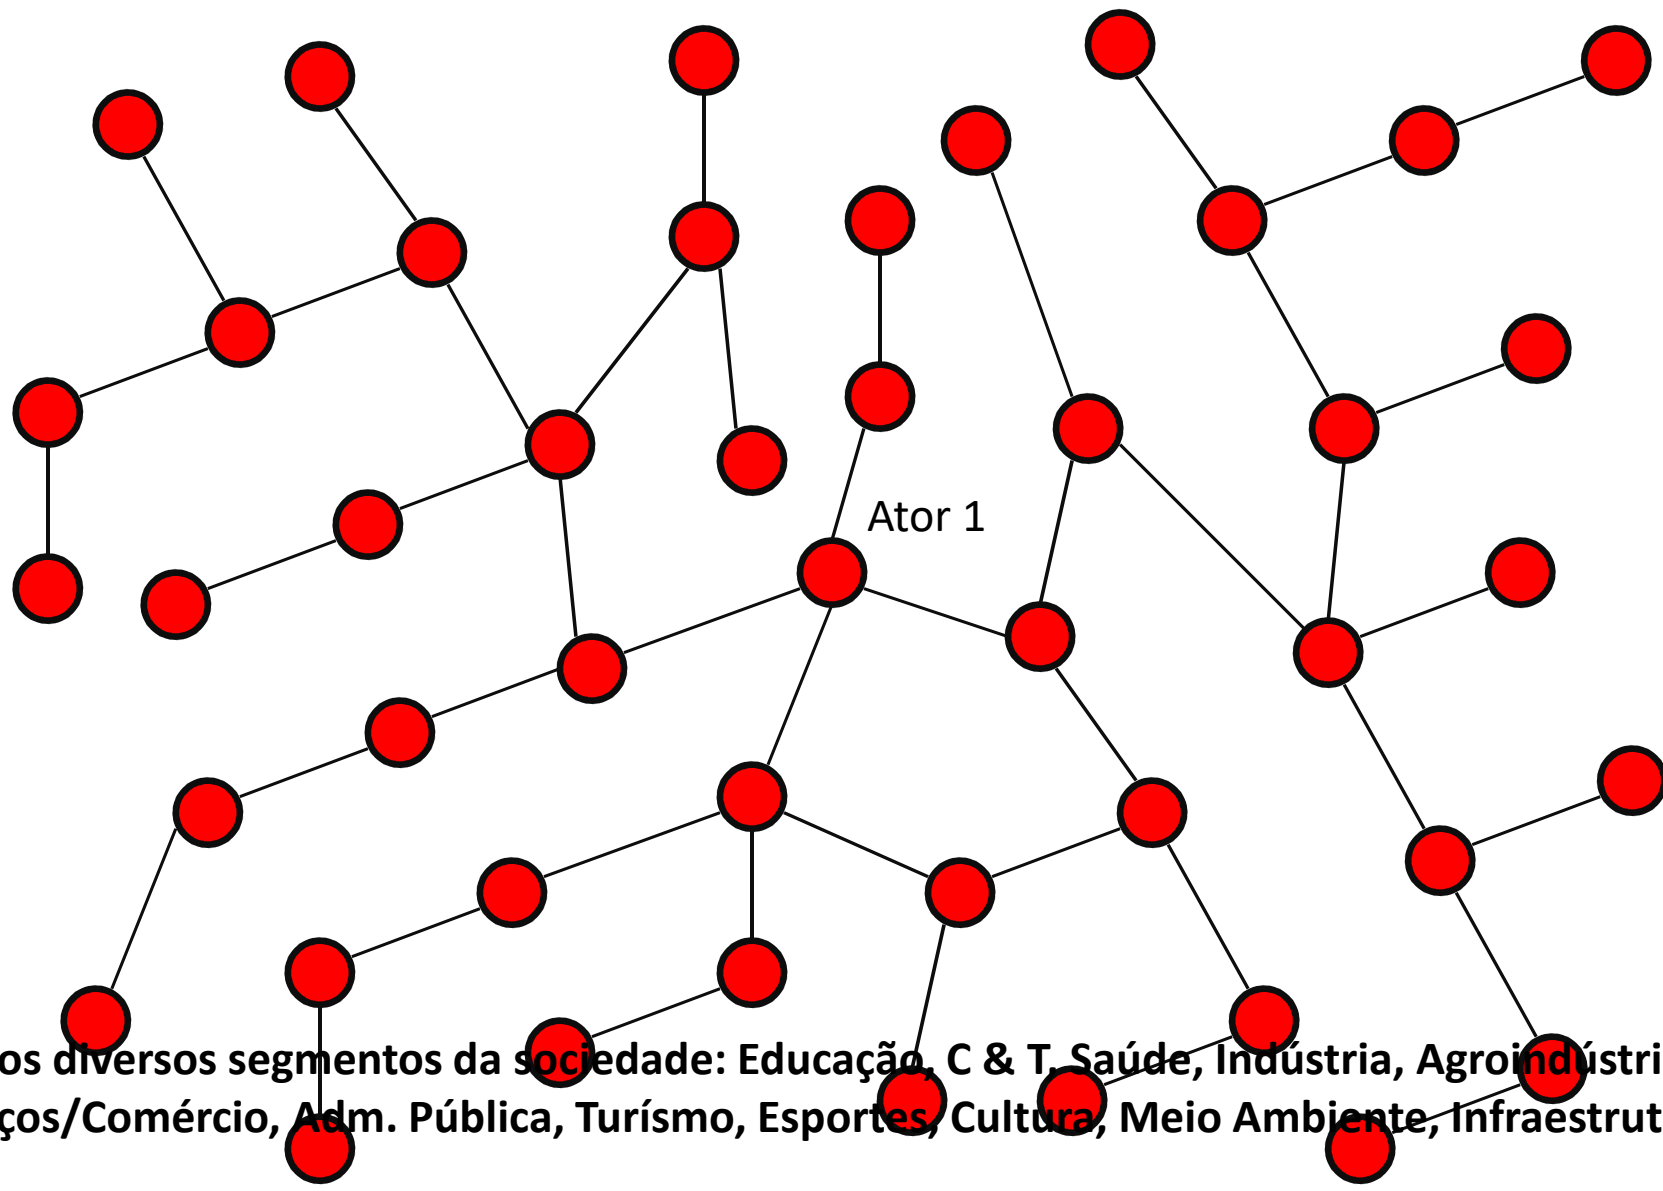 Ator 1
os diversos segmentos da sociedade: Educação, C & T, Saúde, Indústria, Agroindústri
ços/Comércio, Adm. Pública, Turísmo, Esportes, Cultura, Meio Ambiente, Infraestrut